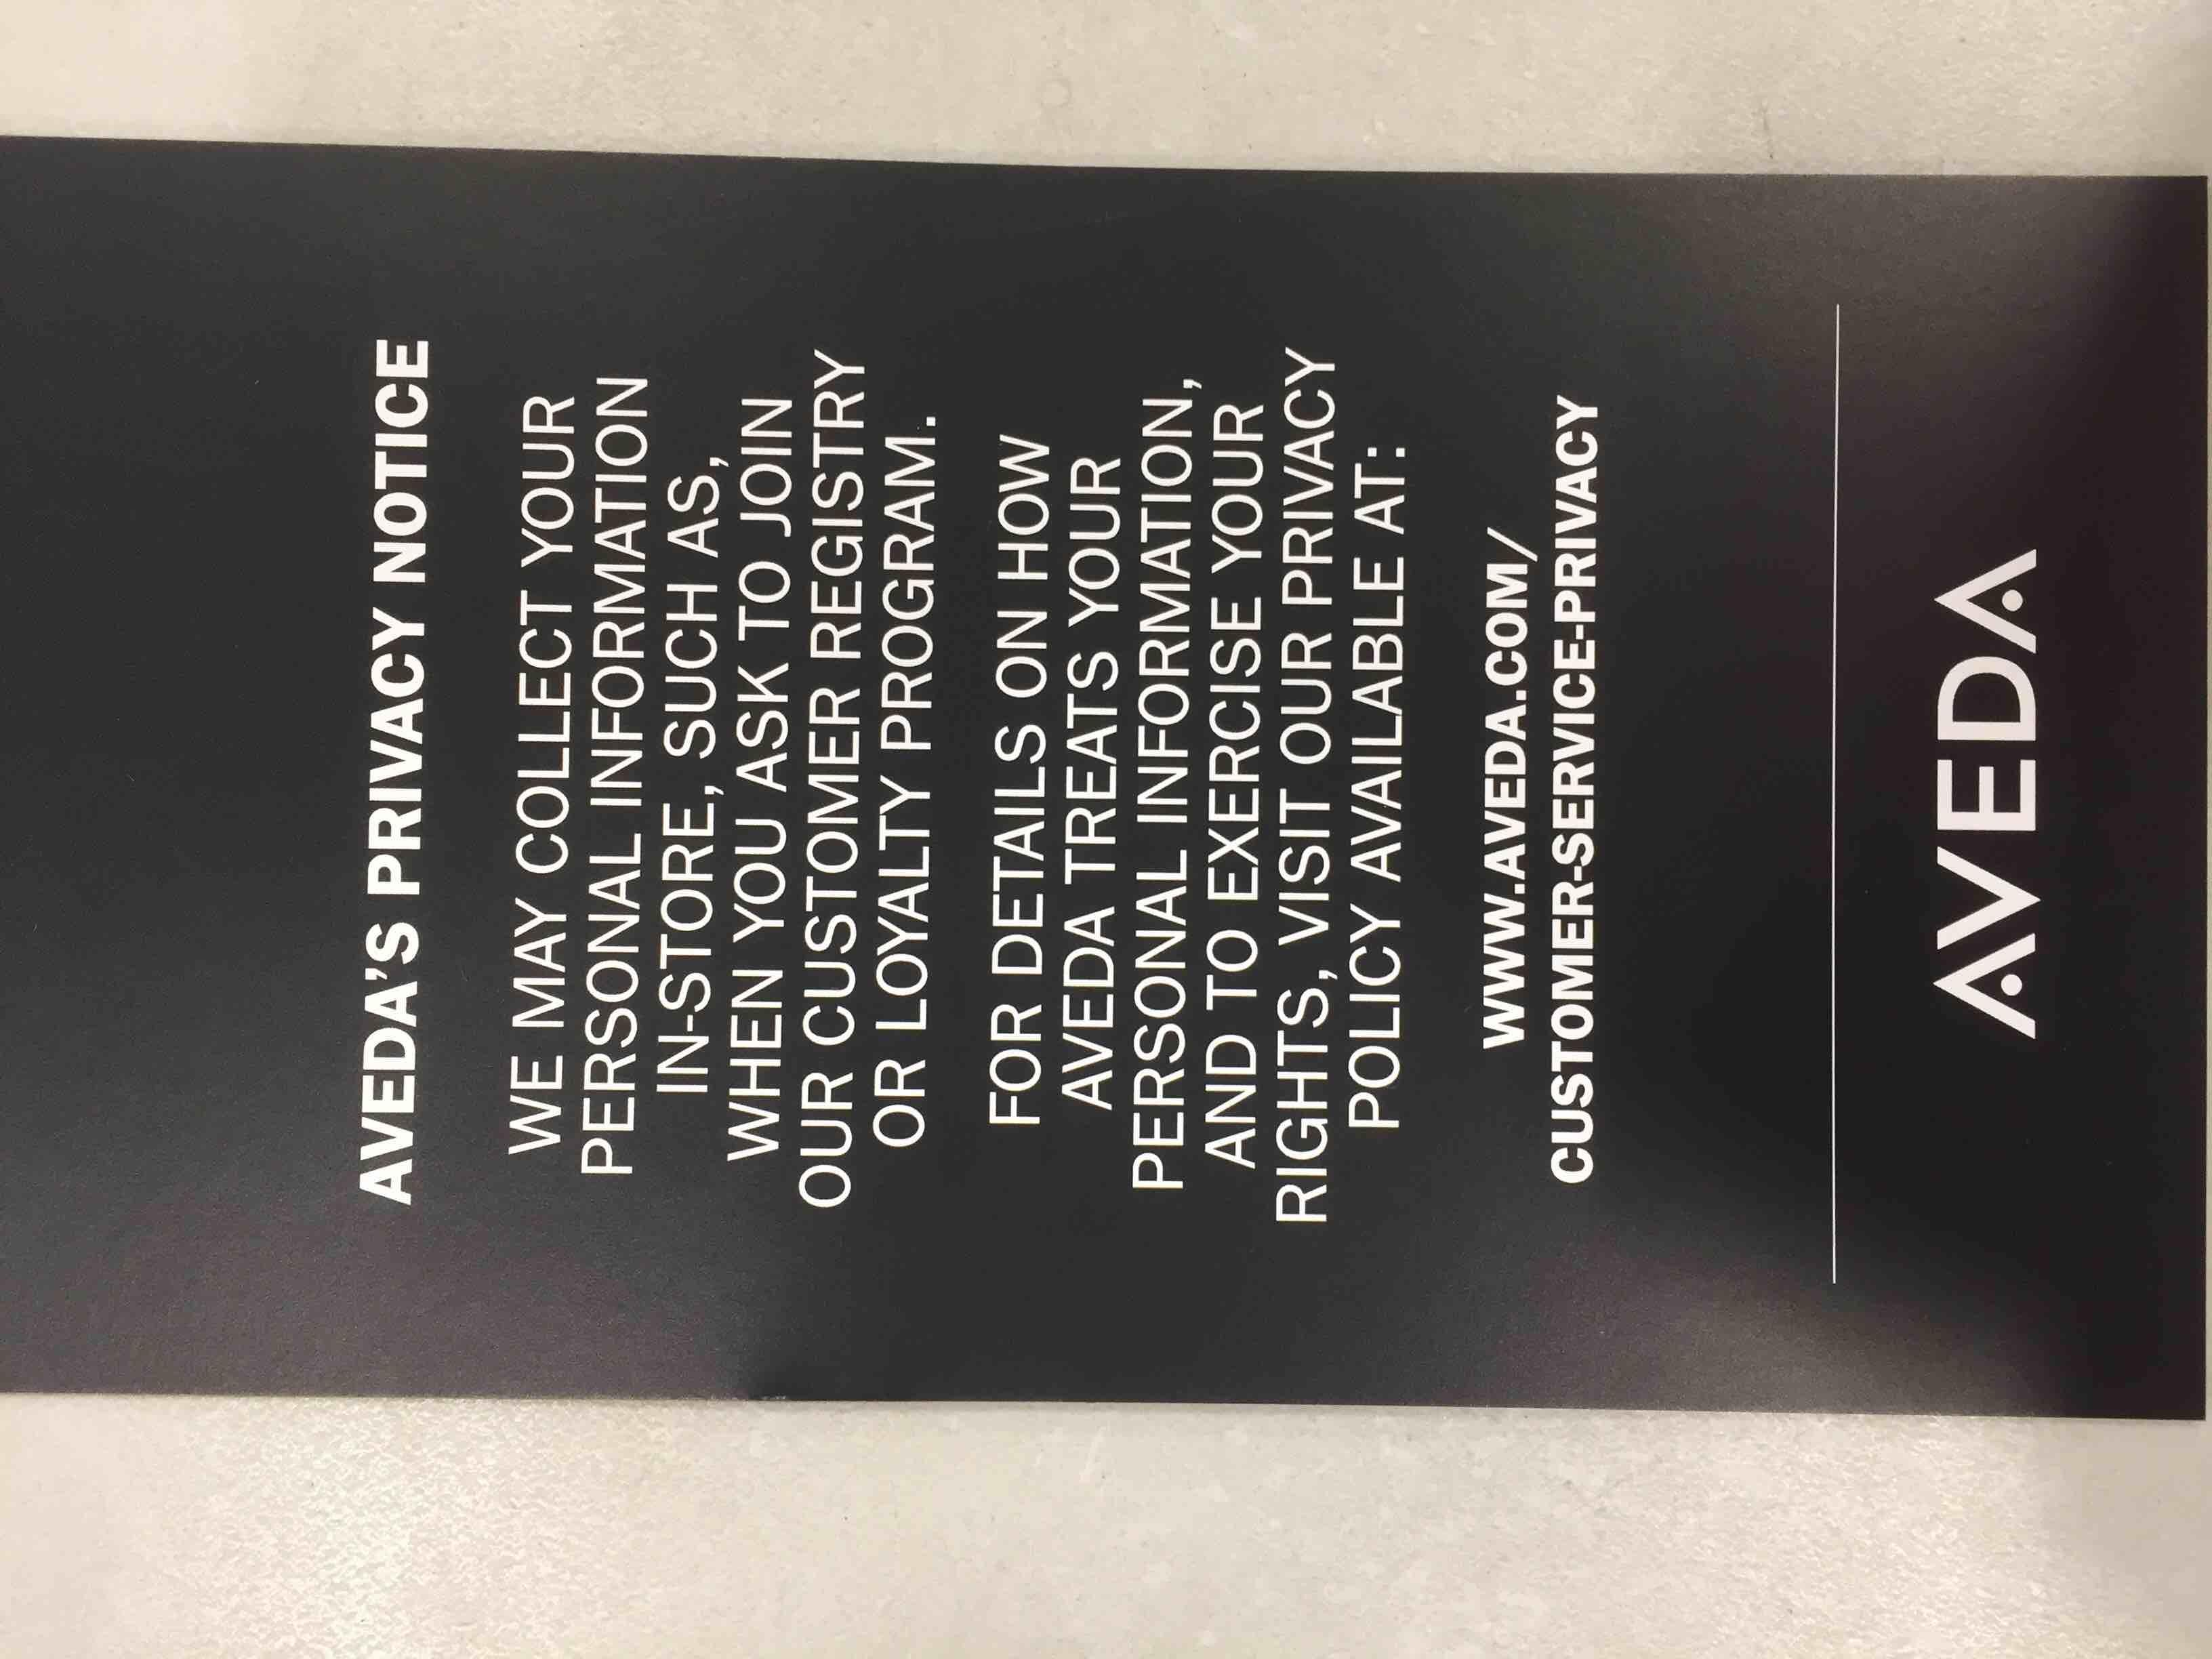 AVEDA'S PRIVACY NOTICE
WE MAY COLLECT YOUR
PERSONAL INFORMATION
IN-STORE, SUCH AS,
WHEN YOU ASK TO JOIN
OUR CUSTOMER REGISTRY
OR LOYALTY PROGRAM.
FOR DETAILS ON HOW
AVEDA TREATS YOUR
PERSONAL INFORMATION,
AND TO EXERCISE YOUR
RIGHTS, VISIT OUR PRIVACY
POLICY AVAILABLE AT:
WWW.AVEDA.COM/
CUSTOMER-SERVICE-PRIVACY
AVEDA